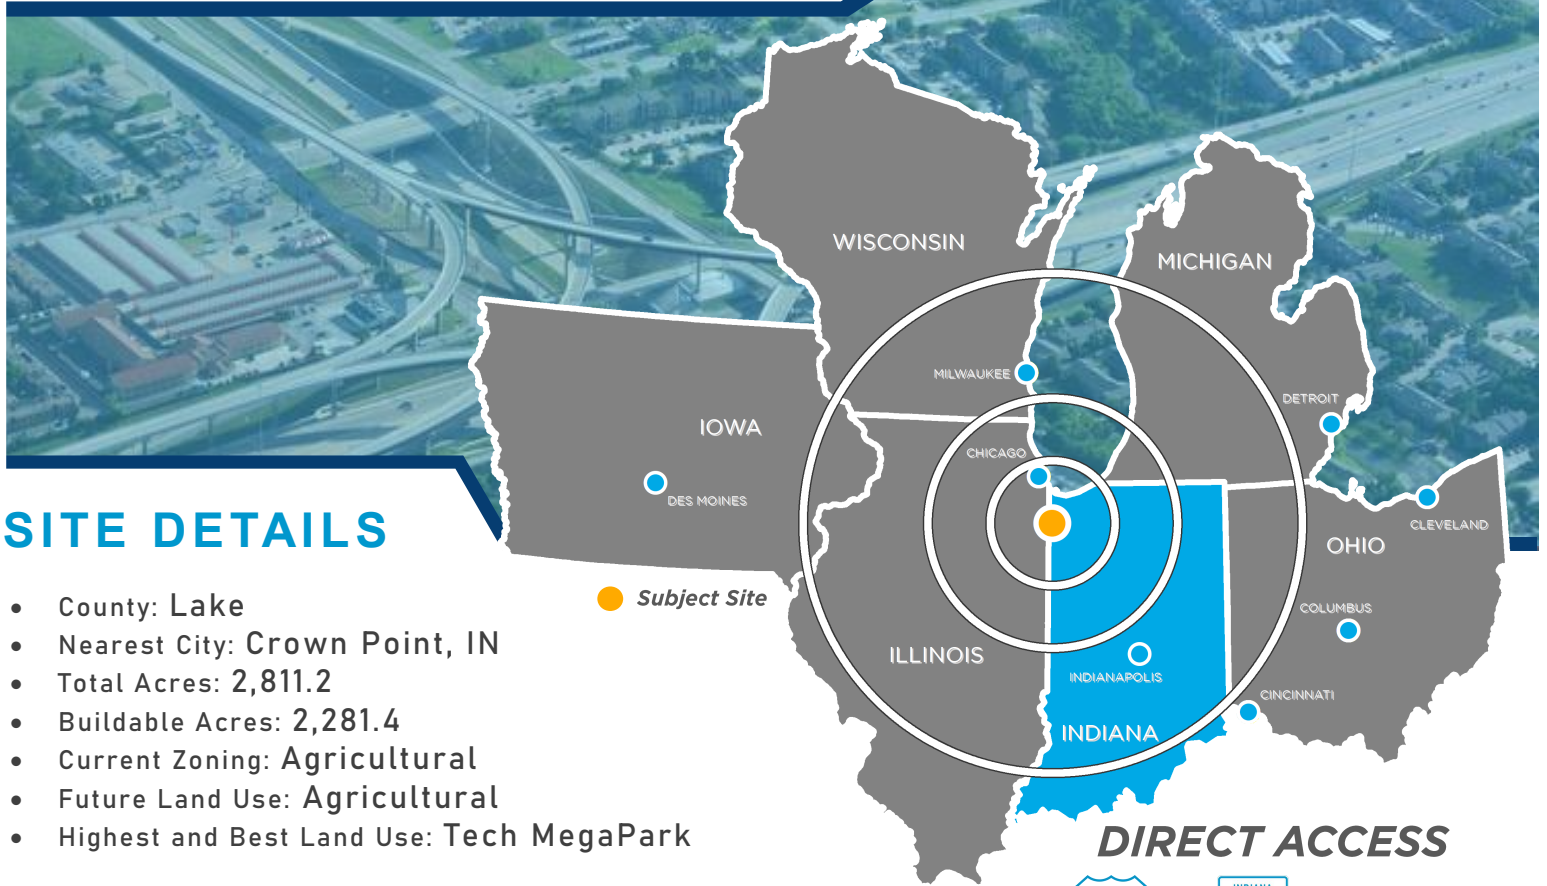 WISCONSIN
MICHIGAN
MILWAUKEE
DETROIT
IOWA
CHICAGO
DES MOINES
CLEVELAND
OHIO
SITE DETAILS
• County: Lake
• Nearest City: Crown Point, IN
• Total Acres: 2,811.2
• Buildable Acres: 2,281.4
• Current Zoning: Agricultural
• Future Land Use: Agricultural
• Highest and Best Land Use: Tech MegaPark
Subject Site
COLUMBUS
ILLINOIS
INDIANAPOLIS
CINCINNATI
INDIANA
DIRECT ACCESS
INDIANA